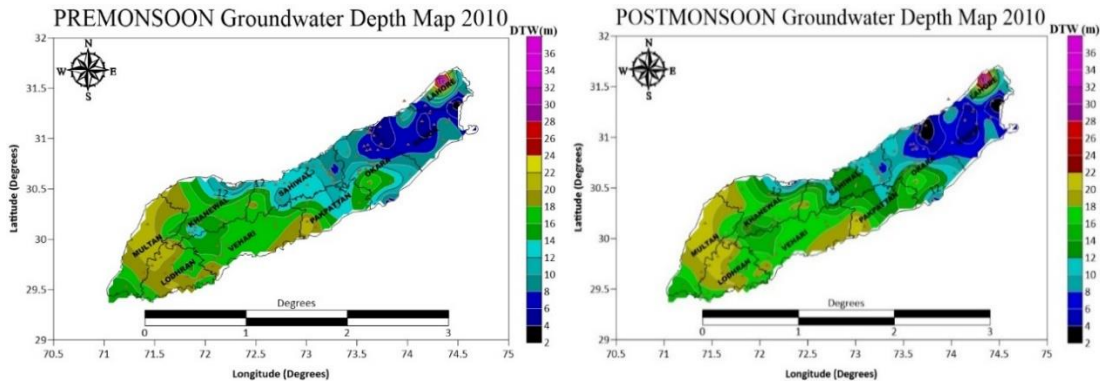 PREMONSOON Groundwater Depth Map 2010
DTW(m)
32
31.5
31
30.5
30
29.5
29
Latitude (Degrees)
N
W E
S
LAHORE
OKARA
SAHIWAL
PAKPATTAN
KHANEWAL
VEHARI
MULTAN
LODHRAN
Degrees
0 1 2 3
70.5 71 71.5 72 72.5 73 73.5 74 74.5 75
Longitude (Degrees)
36
34
32
30
28
26
24
22
20
18
16
14
12
10
8
6
4
2
POSTMONSOON Groundwater Depth Map 2010
DTW(m)
32
31.5
31
30.5
30
29.5
29
Latitude (Degrees)
N
W E
S
LAHORE
OKARA
SAHIWAL
PAKPATTAN
KHANEWAL
VEHARI
MULTAN
LODHRAN
Degrees
0 1 2 3
70.5 71 71.5 72 72.5 73 73.5 74 74.5 75
Longitude (Degrees)
36
34
32
30
28
26
24
22
20
18
16
14
12
10
8
6
4
2